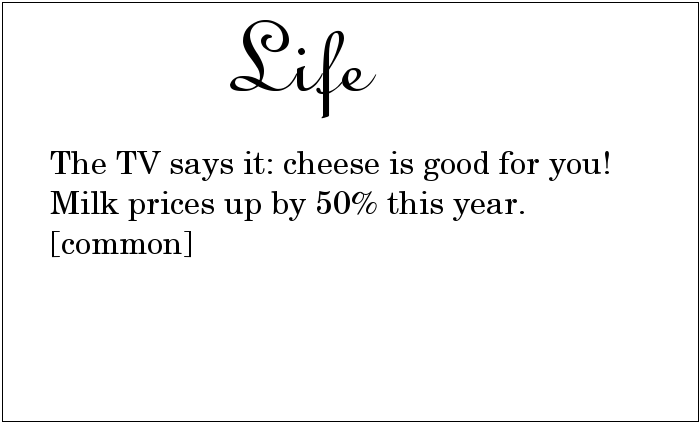 Life
The TV says it: cheese is good for you!
Milk prices up by 50% this year.
[common]